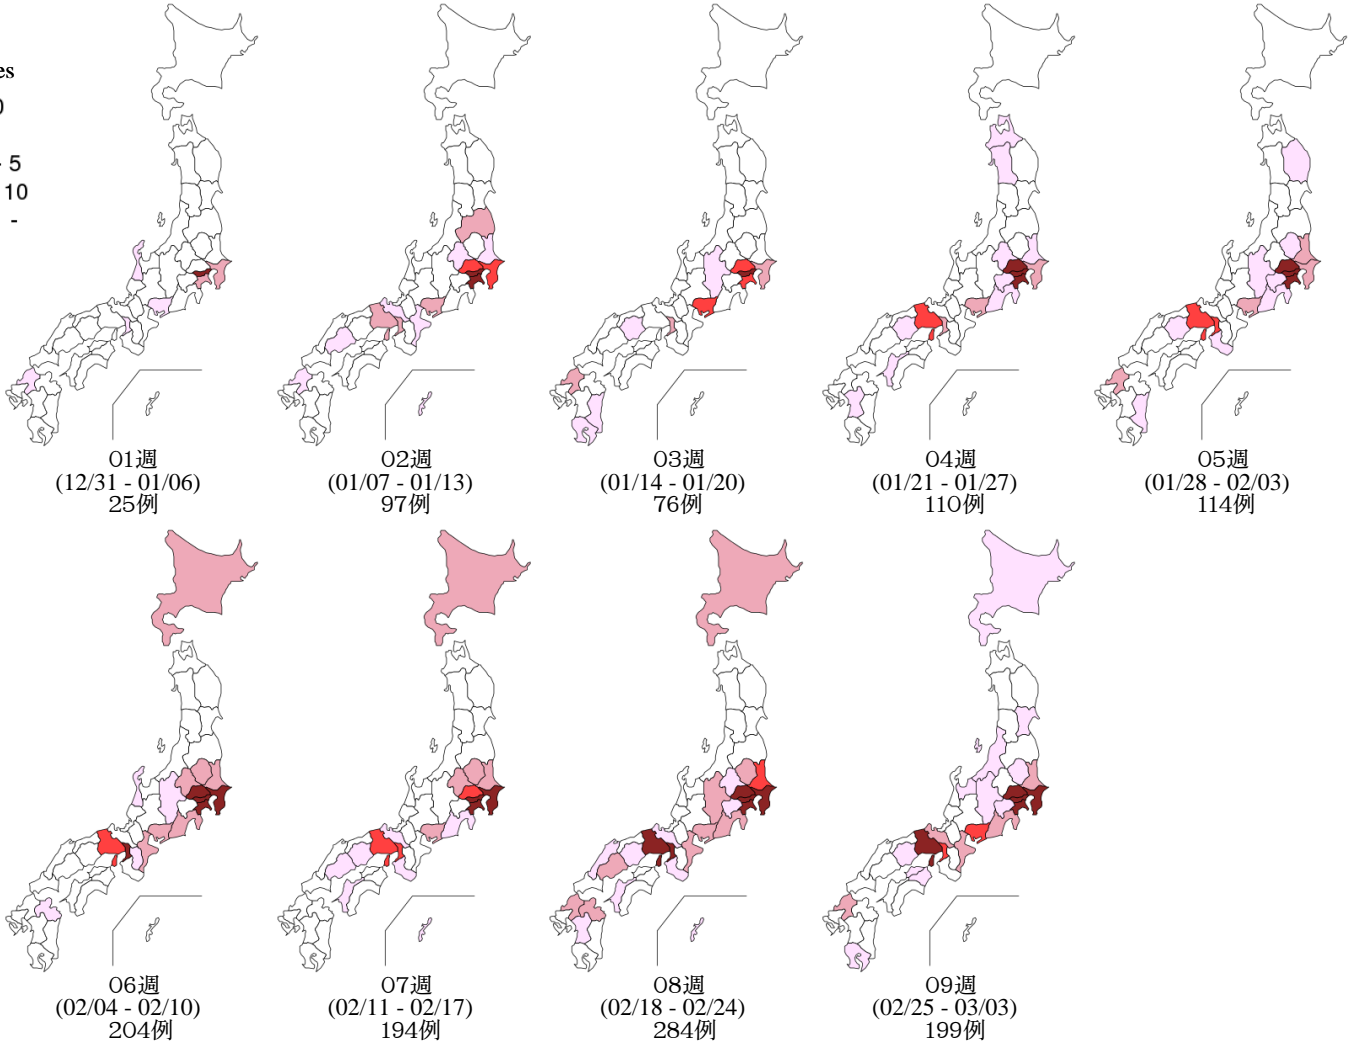 es
0
- 5
10
-
01週
(12/31 - 01/06)
25例
02週
(01/07 - 01/13)
97例
03週
(01/14 - 01/20)
76例
04週
(01/21 - 01/27)
110例
05週
(01/28 - 02/03)
114例
06週
(02/04 - 02/10)
204例
07週
(02/11 - 02/17)
194例
08週
(02/18 - 02/24)
284例
09週
(02/25 - 03/03)
199例